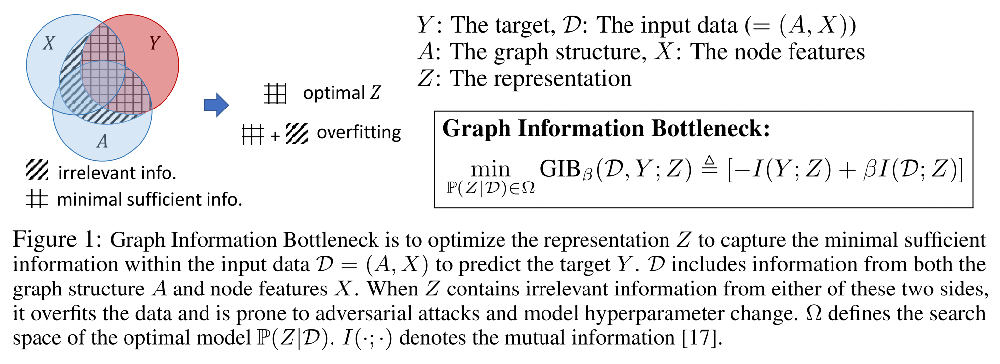 X
Y
A
irrelevant info.
minimal sufficient info.
optimal Z
+ overfitting
Y: The target, 𝒟: The input data (= (A, X))
A: The graph structure, X: The node features
Z: The representation
Graph Information Bottleneck:
min GIB_β(𝒟, Y; Z) ≜ [−I(Y; Z) + βI(𝒟; Z)]
ℙ(Z|𝒟)∈Ω
Figure 1: Graph Information Bottleneck is to optimize the representation Z to capture the minimal sufficient
information within the input data 𝒟 = (A, X) to predict the target Y. 𝒟 includes information from both the
graph structure A and node features X. When Z contains irrelevant information from either of these two sides,
it overfits the data and is prone to adversarial attacks and model hyperparameter change. Ω defines the search
space of the optimal model ℙ(Z|𝒟). I(·; ·) denotes the mutual information [17].